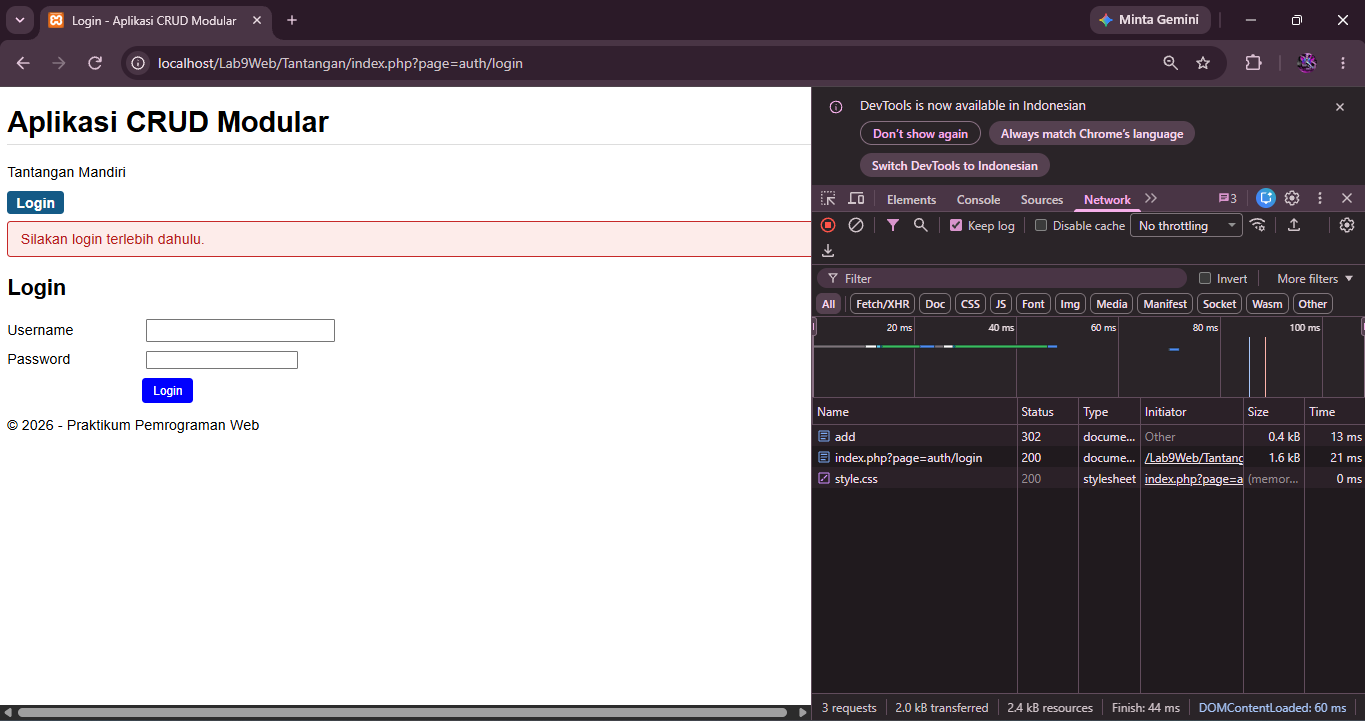 Login - Aplikasi CRUD Modular
Minta Gemini
localhost/Lab9Web/Tantangan/index.php?page=auth/login
Aplikasi CRUD Modular
Tantangan Mandiri
Login
Silakan login terlebih dahulu.
Login
Username
Password
Login
© 2026 - Praktikum Pemrograman Web
DevTools is now available in Indonesian
Don't show again
Always match Chrome's language
Switch DevTools to Indonesian
Elements Console Sources Network 3
Keep log Disable cache No throttling
Filter Invert More filters
All Fetch/XHR Doc CSS JS Font Img Media Manifest Socket Wasm Other
20 ms 40 ms 60 ms 80 ms 100 ms
Name Status Type Initiator Size Time
add 302 docume... Other 0.4 kB 13 ms
index.php?page=auth/login 200 docume... /Lab9Web/Tantang 1.6 kB 21 ms
style.css 200 stylesheet index.php?page=a (memor... 0 ms
3 requests 2.0 kB transferred 2.4 kB resources Finish: 44 ms DOMContentLoaded: 60 ms